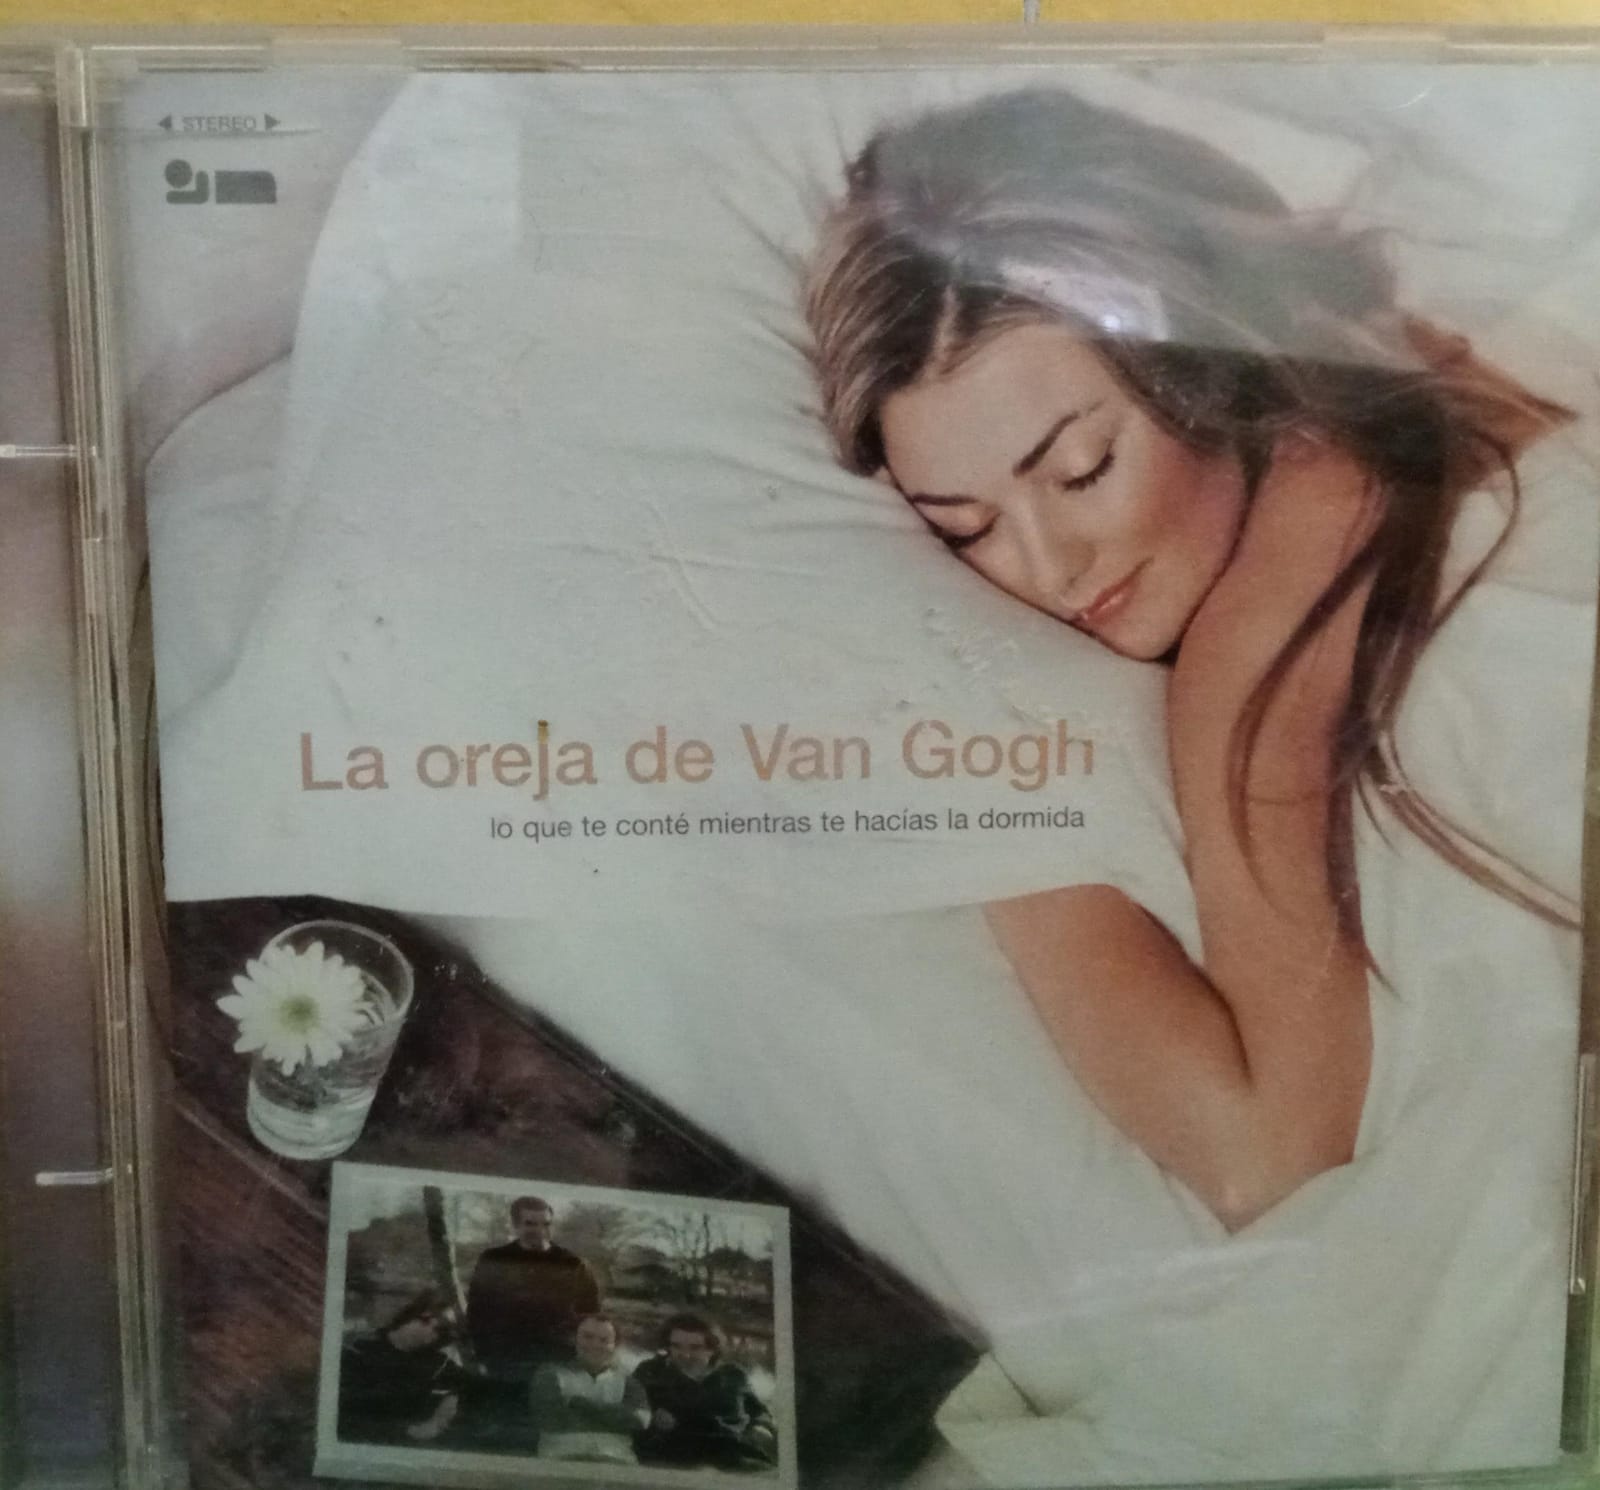 STEREO
La oreja de Van Gogh
lo que te conté mientras te hacías la dormida